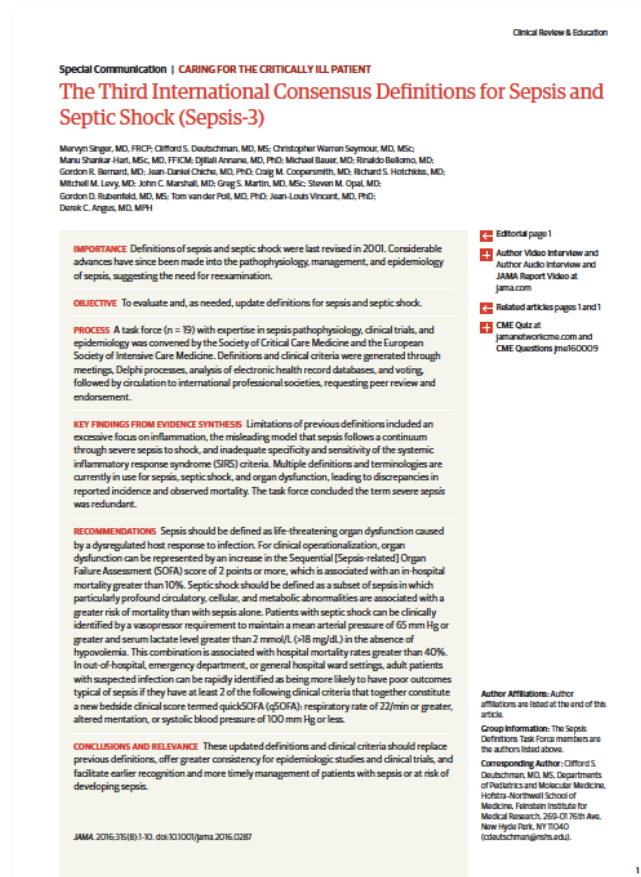 Clinical Review & Education
Special Communication | CARING FOR THE CRITICALLY ILL PATIENT
The Third International Consensus Definitions for Sepsis and
Septic Shock (Sepsis-3)
Mervyn Singer, MD, FRCP; Clifford S. Deutschman, MD, MS; Christopher Warren Seymour, MD, MSc;
Manu Shankar-Hari, MSc, MD, FFICM; Djillali Annane, MD, PhD; Michael Bauer, MD; Rinaldo Bellomo, MD;
Gordon R. Bernard, MD; Jean-Daniel Chiche, MD, PhD; Craig M. Coopersmith, MD; Richard S. Hotchkiss, MD;
Mitchell M. Levy, MD; John C. Marshall, MD; Greg S. Martin, MD, MSc; Steven M. Opal, MD;
Gordon D. Rubenfeld, MD, MS; Tom van der Poll, MD, PhD; Jean-Louis Vincent, MD, PhD;
Derek C. Angus, MD, MPH
IMPORTANCE Definitions of sepsis and septic shock were last revised in 2001. Considerable
advances have since been made into the pathophysiology, management, and epidemiology
of sepsis, suggesting the need for reexamination.
OBJECTIVE To evaluate and, as needed, update definitions for sepsis and septic shock.
PROCESS A task force (n = 19) with expertise in sepsis pathophysiology, clinical trials, and
epidemiology was convened by the Society of Critical Care Medicine and the European
Society of Intensive Care Medicine. Definitions and clinical criteria were generated through
meetings, Delphi processes, analysis of electronic health record databases, and voting,
followed by circulation to international professional societies, requesting peer review and
endorsement.
KEY FINDINGS FROM EVIDENCE SYNTHESIS Limitations of previous definitions included an
excessive focus on inflammation, the misleading model that sepsis follows a continuum
through severe sepsis to shock, and inadequate specificity and sensitivity of the systemic
inflammatory response syndrome (SIRS) criteria. Multiple definitions and terminologies are
currently in use for sepsis, septic shock, and organ dysfunction, leading to discrepancies in
reported incidence and observed mortality. The task force concluded the term severe sepsis
was redundant.
RECOMMENDATIONS Sepsis should be defined as life-threatening organ dysfunction caused
by a dysregulated host response to infection. For clinical operationalization, organ
dysfunction can be represented by an increase in the Sequential [Sepsis-related] Organ
Failure Assessment (SOFA) score of 2 points or more, which is associated with an in-hospital
mortality greater than 10%. Septic shock should be defined as a subset of sepsis in which
particularly profound circulatory, cellular, and metabolic abnormalities are associated with a
greater risk of mortality than with sepsis alone. Patients with septic shock can be clinically
identified by a vasopressor requirement to maintain a mean arterial pressure of 65 mm Hg or
greater and serum lactate level greater than 2 mmol/L (>18 mg/dL) in the absence of
hypovolemia. This combination is associated with hospital mortality rates greater than 40%.
In out-of-hospital, emergency department, or general hospital ward settings, adult patients
with suspected infection can be rapidly identified as being more likely to have poor outcomes
typical of sepsis if they have at least 2 of the following clinical criteria that together constitute
a new bedside clinical score termed quickSOFA (qSOFA): respiratory rate of 22/min or greater,
altered mentation, or systolic blood pressure of 100 mm Hg or less.
CONCLUSIONS AND RELEVANCE These updated definitions and clinical criteria should replace
previous definitions, offer greater consistency for epidemiologic studies and clinical trials, and
facilitate earlier recognition and more timely management of patients with sepsis or at risk of
developing sepsis.
JAMA. 2016;315(8):1-10. doi:10.1001/jama.2016.0287
Editorial page 1
Author Video Interview and
Author Audio Interview and
JAMA Report Video at
jama.com
Related articles pages 1 and 1
CME Quiz at
jamanetworkcme.com and
CME Questions jme160009
Author Affiliations: Author
affiliations are listed at the end of this
article.
Group Information: The Sepsis
Definitions Task Force members are
the authors listed above.
Corresponding Author: Clifford S.
Deutschman, MD, MS, Departments
of Pediatrics and Molecular Medicine,
Hofstra–Northwell School of
Medicine, Feinstein Institute for
Medical Research, 269-01 76th Ave,
New Hyde Park, NY 11040
(cdeutschman@nshs.edu).
1